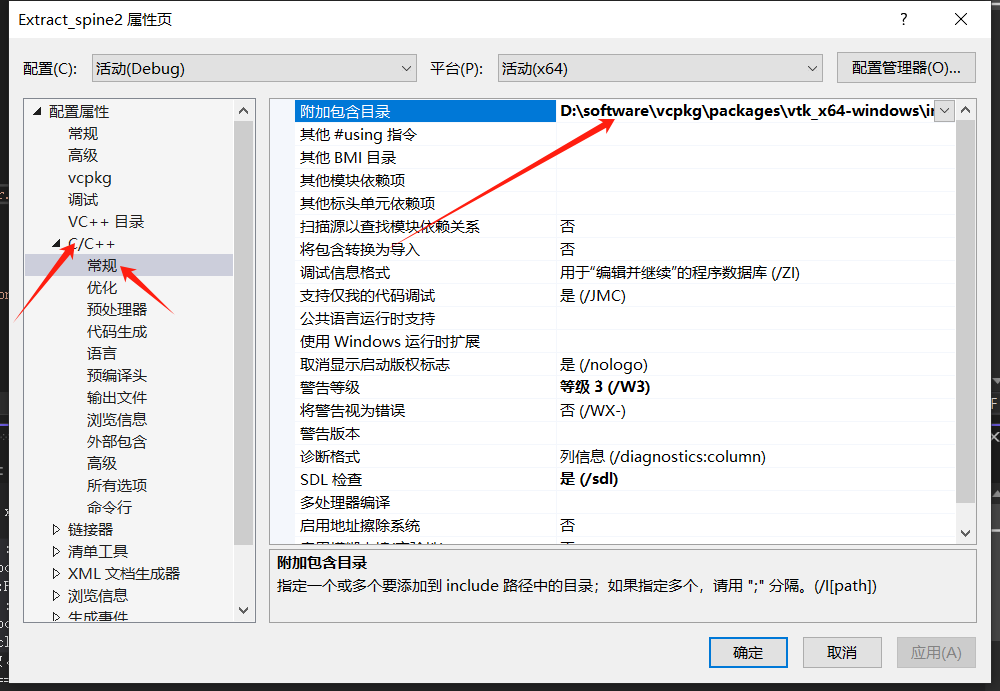 Extract_spine2 属性页
配置(C):
活动(Debug)
平台(P):
活动(x64)
配置管理器(O)...
配置属性
常规
高级
vcpkg
调试
VC++ 目录
C/C++
常规
优化
预处理器
代码生成
语言
预编译头
输出文件
浏览信息
外部包含
高级
所有选项
命令行
链接器
清单工具
XML 文档生成器
浏览信息
生成事件
附加包含目录 D:\software\vcpkg\packages\vtk_x64-windows\in
其他 #using 指令
其他 BMI 目录
其他模块依赖项
其他标头单元依赖项
扫描源以查找模块依赖关系 否
将包含转换为导入 否
调试信息格式 用于“编辑并继续”的程序数据库 (/ZI)
支持仅我的代码调试 是 (/JMC)
公共语言运行时支持
使用 Windows 运行时扩展
取消显示启动版权标志 是 (/nologo)
警告等级 等级 3 (/W3)
将警告视为错误 否 (/WX-)
警告版本
诊断格式 列信息 (/diagnostics:column)
SDL 检查 是 (/sdl)
多处理器编译
启用地址擦除系统 否
附加包含目录
指定一个或多个要添加到 include 路径中的目录；如果指定多个，请用 ";" 分隔。(/I[path])
确定
取消
应用(A)